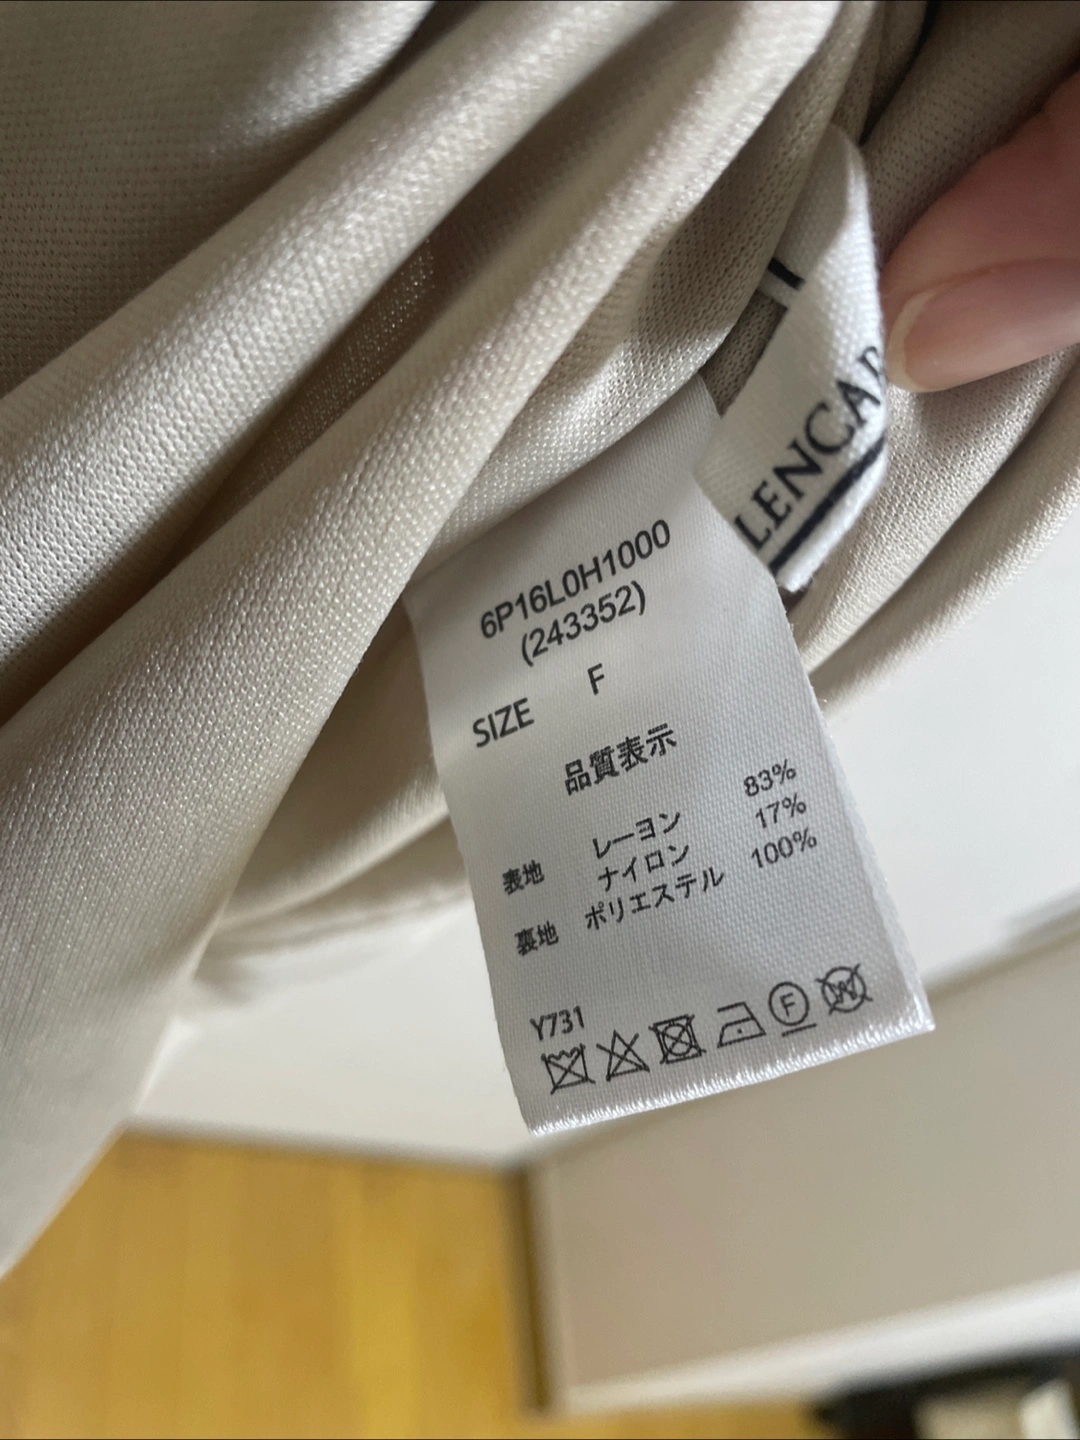 LENCA
6P16L0H1000
(243352)
SIZE F
品質表示
表地 レーヨン 83%
ナイロン 17%
裏地 ポリエステル 100%
Y731
F W